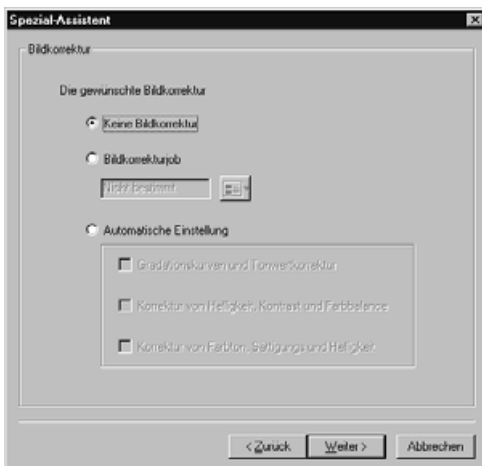 Spezial-Assistent
Bildkorrektur
Die gewünschte Bildkorrektur
Keine Bildkorrektur
Bildkorrekturjob
Nicht bestimmt
Automatische Einstellung
Gradationskurven und Tonwertkorrektur
Korrektur von Helligkeit, Kontrast und Farbbalance
Korrektur von Farbton, Sättigungs und Helligkeit
< Zurück
Weiter >
Abbrechen